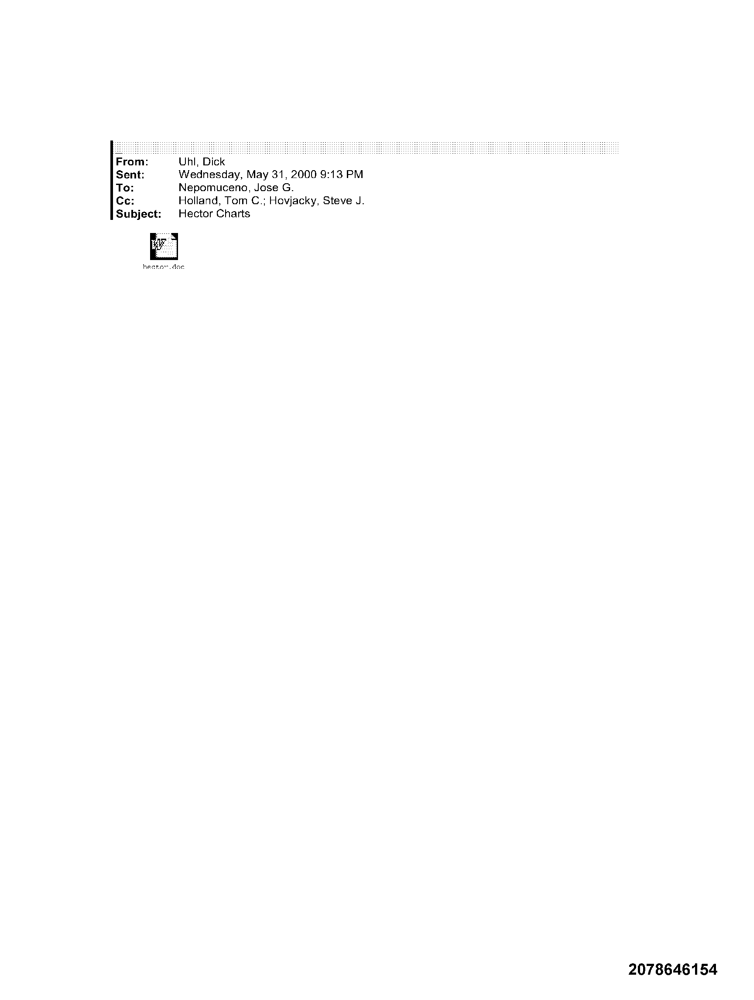 From: Uhl, Dick
Sent: Wednesday, May 31, 2000 9:13 PM
To: Nepomuceno, Jose G.
Cc: Holland, Tom C.; Hovjacky, Steve J.
Subject: Hector Charts
hector.doc
2078646154